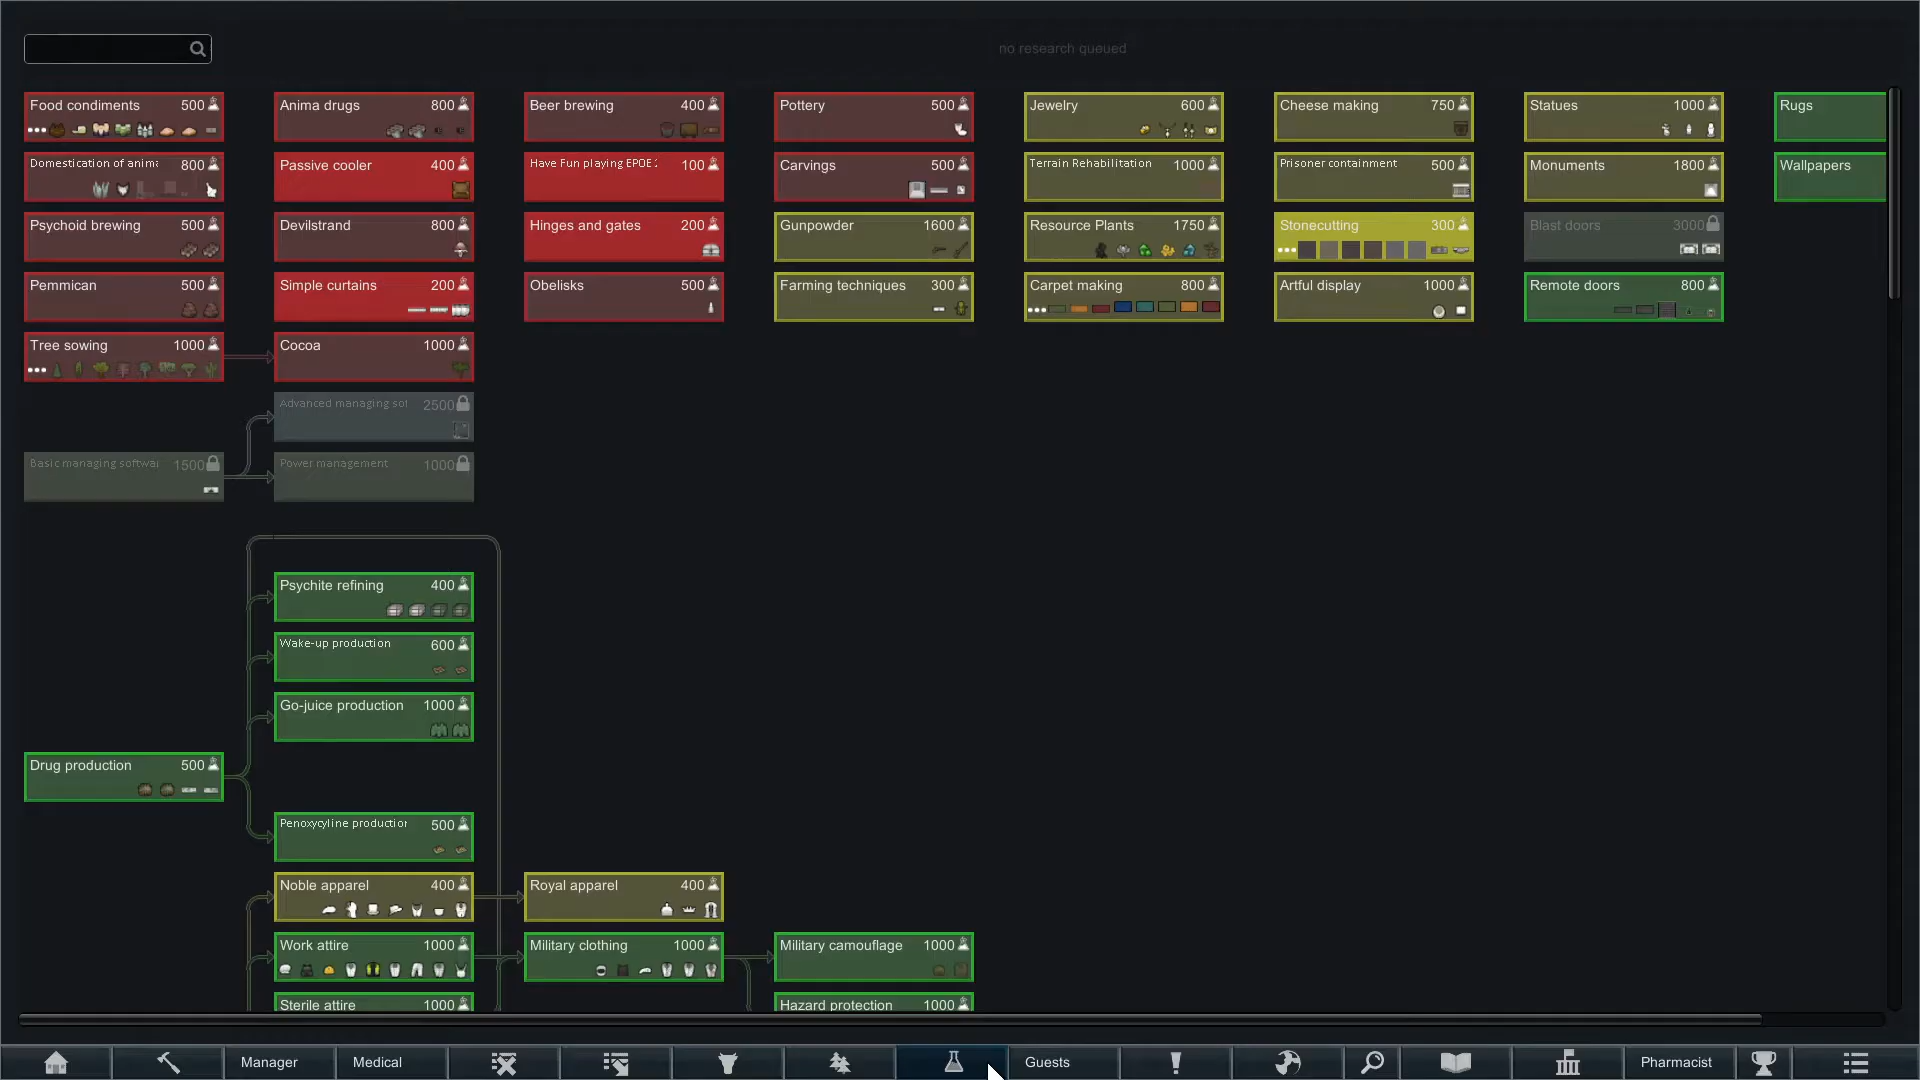 no research queued
Food condiments 500
Anima drugs 800
Beer brewing 400
Pottery 500
Jewelry 600
Cheese making 750
Statues 1000
Rugs
Domestication of anima 800
Passive cooler 400
Have Fun playing EPOE 100
Carvings 500
Terrain Rehabilitation 1000
Prisoner containment 500
Monuments 1800
Wallpapers
Psychoid brewing 500
Devilstrand 800
Hinges and gates 200
Gunpowder 1600
Resource Plants 1750
Stonecutting 300
Blast doors 3000
Pemmican 500
Simple curtains 200
Obelisks 500
Farming techniques 300
Carpet making 800
Artful display 1000
Remote doors 800
Tree sowing 1000
Cocoa 1000
Advanced managing sof 2500
Basic managing softwar 1500
Power management 1000
Psychite refining 400
Wake-up production 600
Go-juice production 1000
Drug production 500
Penoxycyline production 500
Noble apparel 400
Royal apparel 400
Work attire 1000
Military clothing 1000
Military camouflage 1000
Sterile attire 1000
Hazard protection 1000
Manager
Medical
Guests
Pharmacist